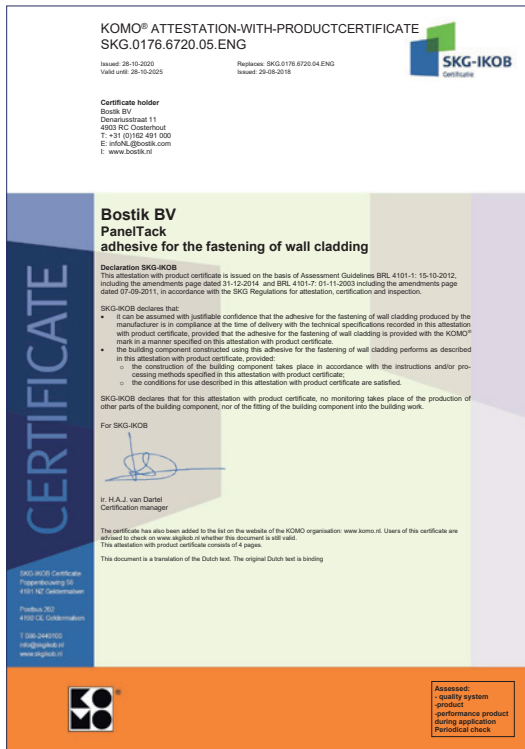 KOMO® ATTESTATION-WITH-PRODUCTCERTIFICATE
SKG.0176.6720.05.ENG
Issued: 28-10-2020
Replaces: SKG.0176.6720.04.ENG
Valid until: 28-10-2025
Issued: 29-08-2018
SKG-IKOB
Certificatie
Certificate holder
Bostik BV
Denariusstraat 11
4903 RC Oosterhout
T: +31 (0)162 491 000
E: infoNL@bostik.com
I: www.bostik.nl
Bostik BV
PanelTack
adhesive for the fastening of wall cladding
Declaration SKG-IKOB
This attestation with product certificate is issued on the basis of Assessment Guidelines BRL 4101-1: 15-10-2012,
including the amendments page dated 31-12-2014 and BRL 4101-7: 01-11-2003 including the amendments page
dated 07-09-2011, in accordance with the SKG Regulations for attestation, certification and inspection.
SKG-IKOB declares that:
• it can be assumed with justifiable confidence that the adhesive for the fastening of wall cladding produced by the
manufacturer is in compliance at the time of delivery with the technical specifications recorded in this attestation
with product certificate, provided that the adhesive for the fastening of wall cladding is provided with the KOMO®
mark in a manner specified on this attestation with product certificate.
• the building component constructed using this adhesive for the fastening of wall cladding performs as described
in this attestation with product certificate, provided:
o the construction of the building component takes place in accordance with the instructions and/or pro-
cessing methods specified in this attestation with product certificate;
o the conditions for use described in this attestation with product certificate are satisfied.
SKG-IKOB declares that for this attestation with product certificate, no monitoring takes place of the production of
other parts of the building component, nor of the fitting of the building component into the building work.
For SKG-IKOB
ir. H.A.J. van Dartel
Certification manager
The certificate has also been added to the list on the website of the KOMO organisation: www.komo.nl. Users of this certificate are
advised to check on www.skgikob.nl whether this document is still valid.
This attestation with product certificate consists of 4 pages.
This document is a translation of the Dutch text. The original Dutch text is binding
CERTIFICATE
SKG-IKOB Certificatie
Poppenbouwing 56
4191 NZ Geldermalsen
Postbus 202
4190 CE Geldermalsen
T 088-2440100
info@skgikob.nl
www.skgikob.nl
KOMO®
Assessed:
- quality system
-product
-performance product
during application
Periodical check